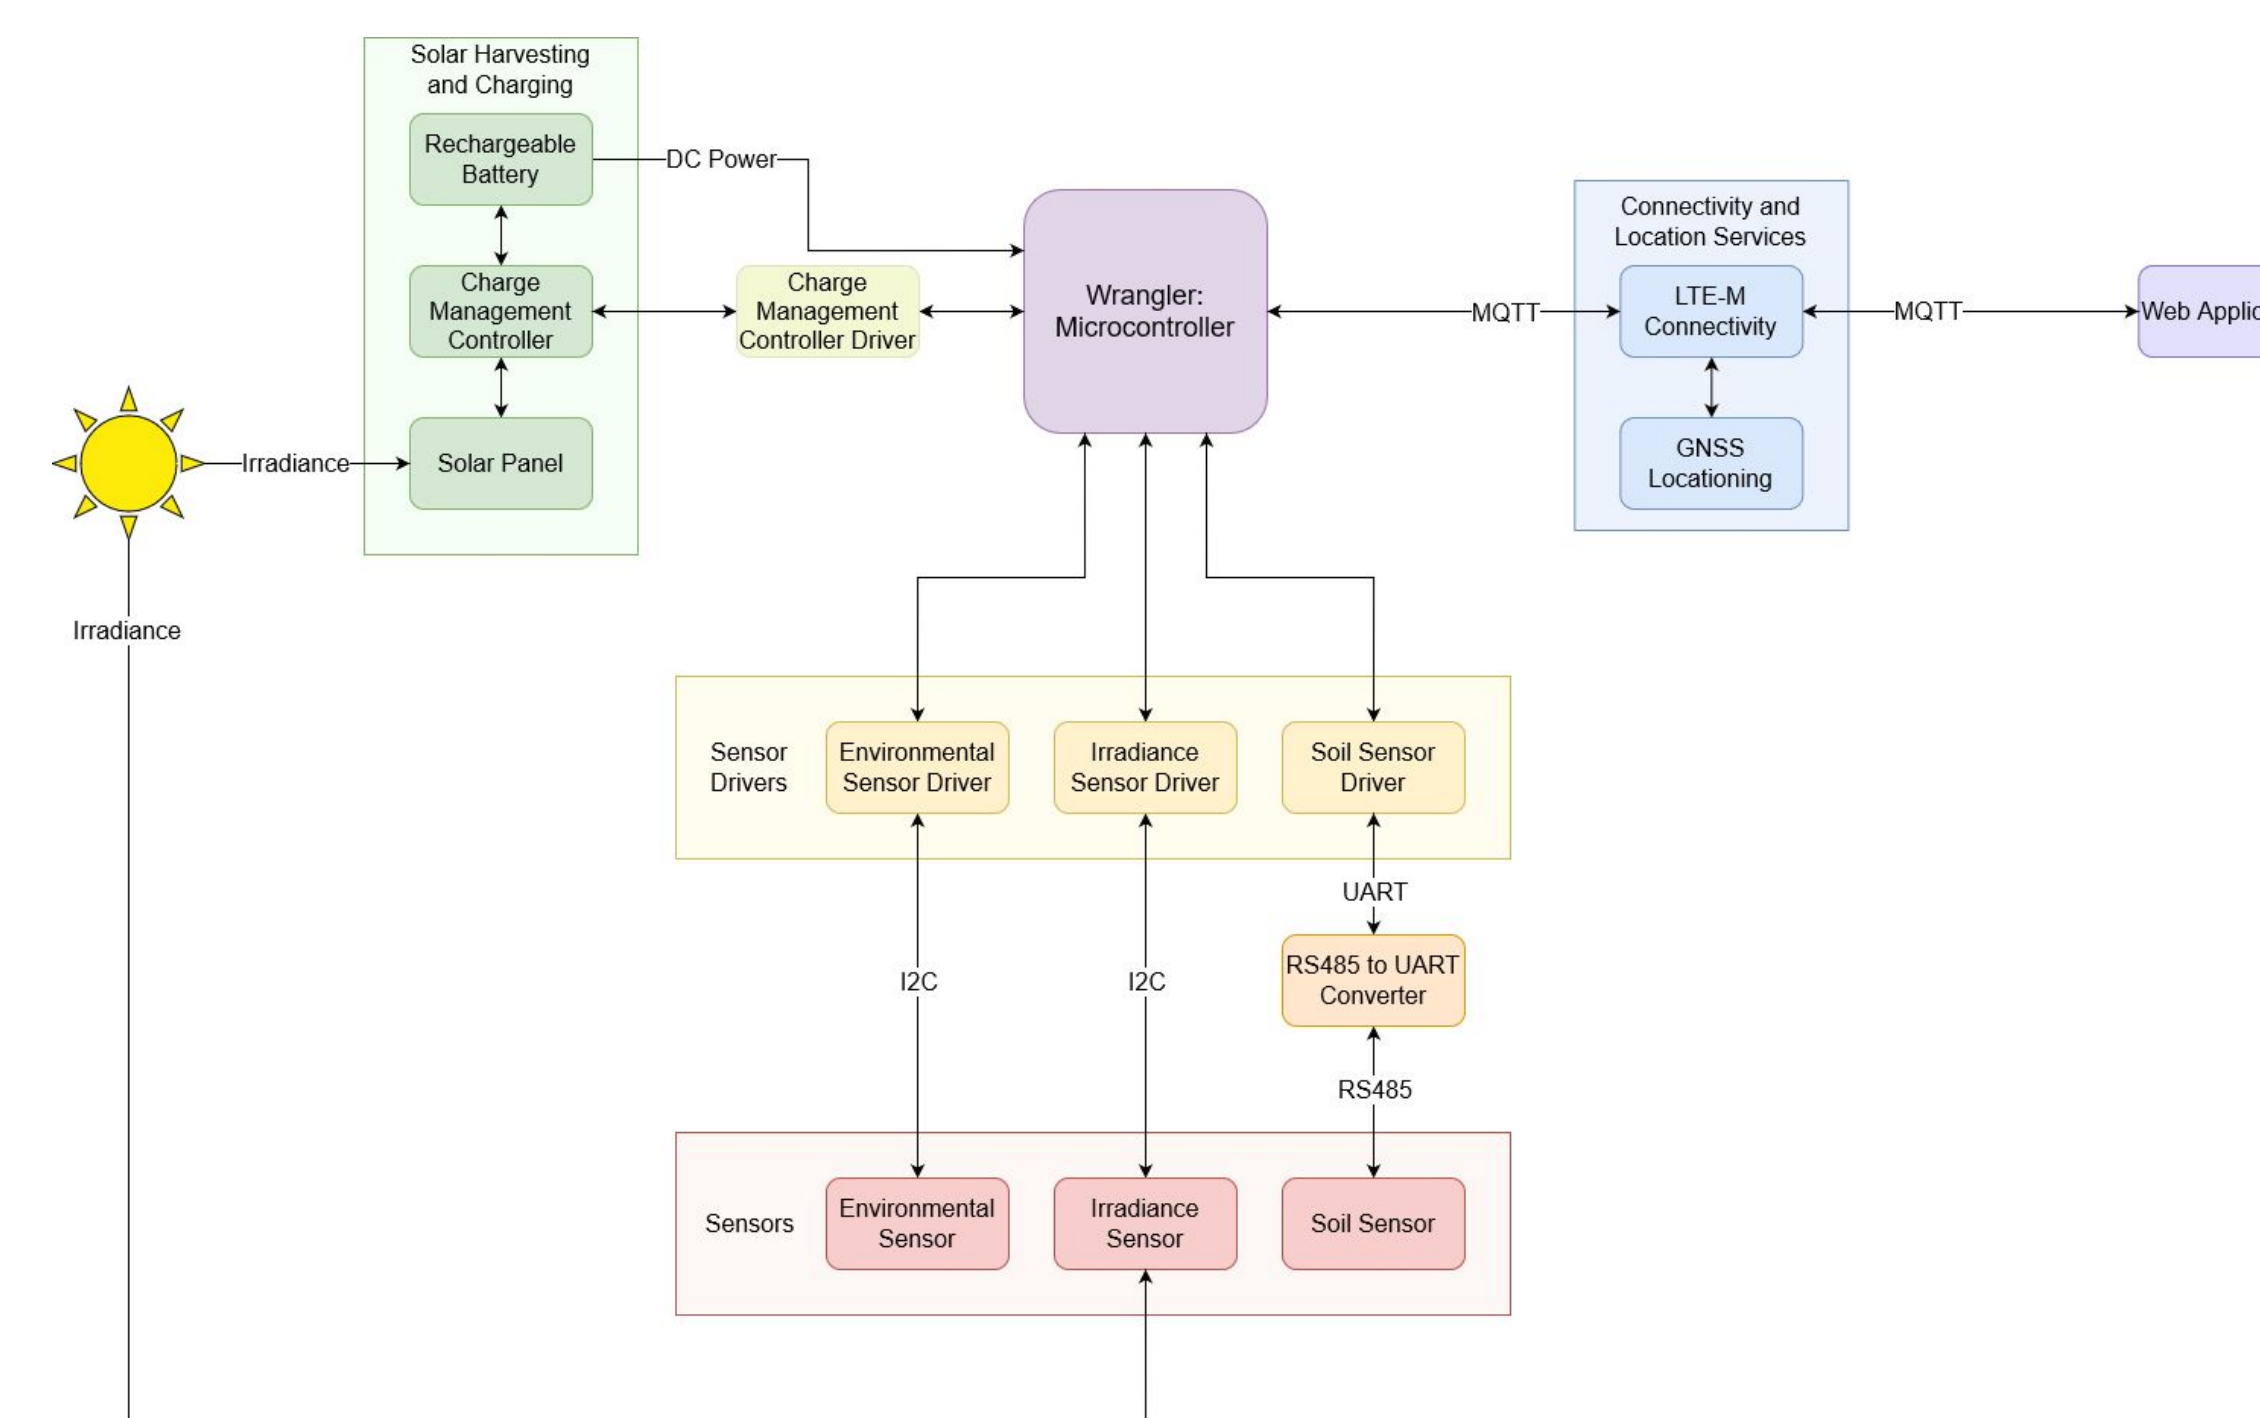 Solar Harvesting
and Charging
Rechargeable
Battery
DC Power
Charge
Management
Controller
Charge
Management
Controller Driver
Wrangler:
Microcontroller
MQTT
Connectivity and
Location Services
LTE-M
Connectivity
MQTT
Web Applic
GNSS
Locationing
Irradiance
Solar Panel
Irradiance
Sensor
Drivers
Environmental
Sensor Driver
Irradiance
Sensor Driver
Soil Sensor
Driver
UART
I2C
I2C
RS485 to UART
Converter
RS485
Sensors
Environmental
Sensor
Irradiance
Sensor
Soil Sensor